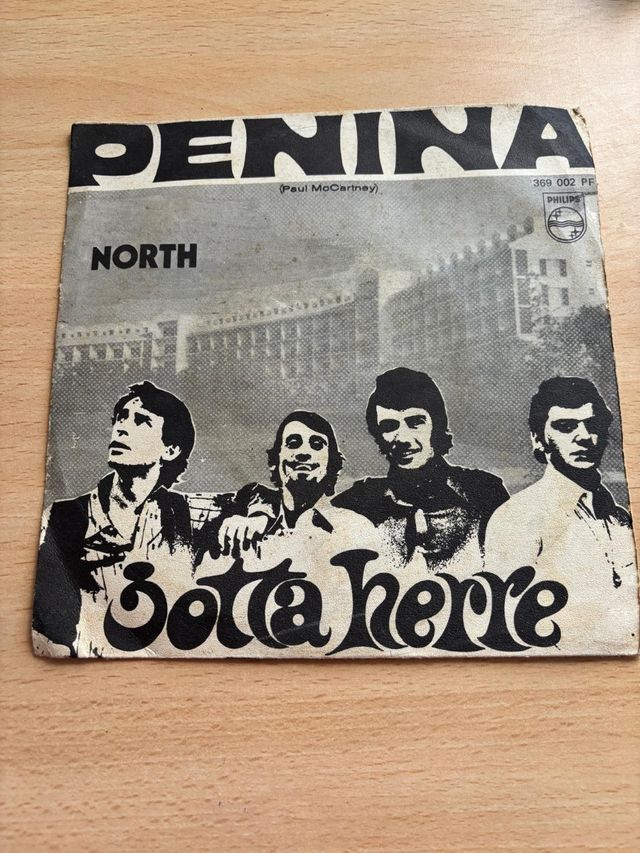 PENINA
(Paul McCartney)
369 002 PF
PHILIPS
NORTH
Jotta herre